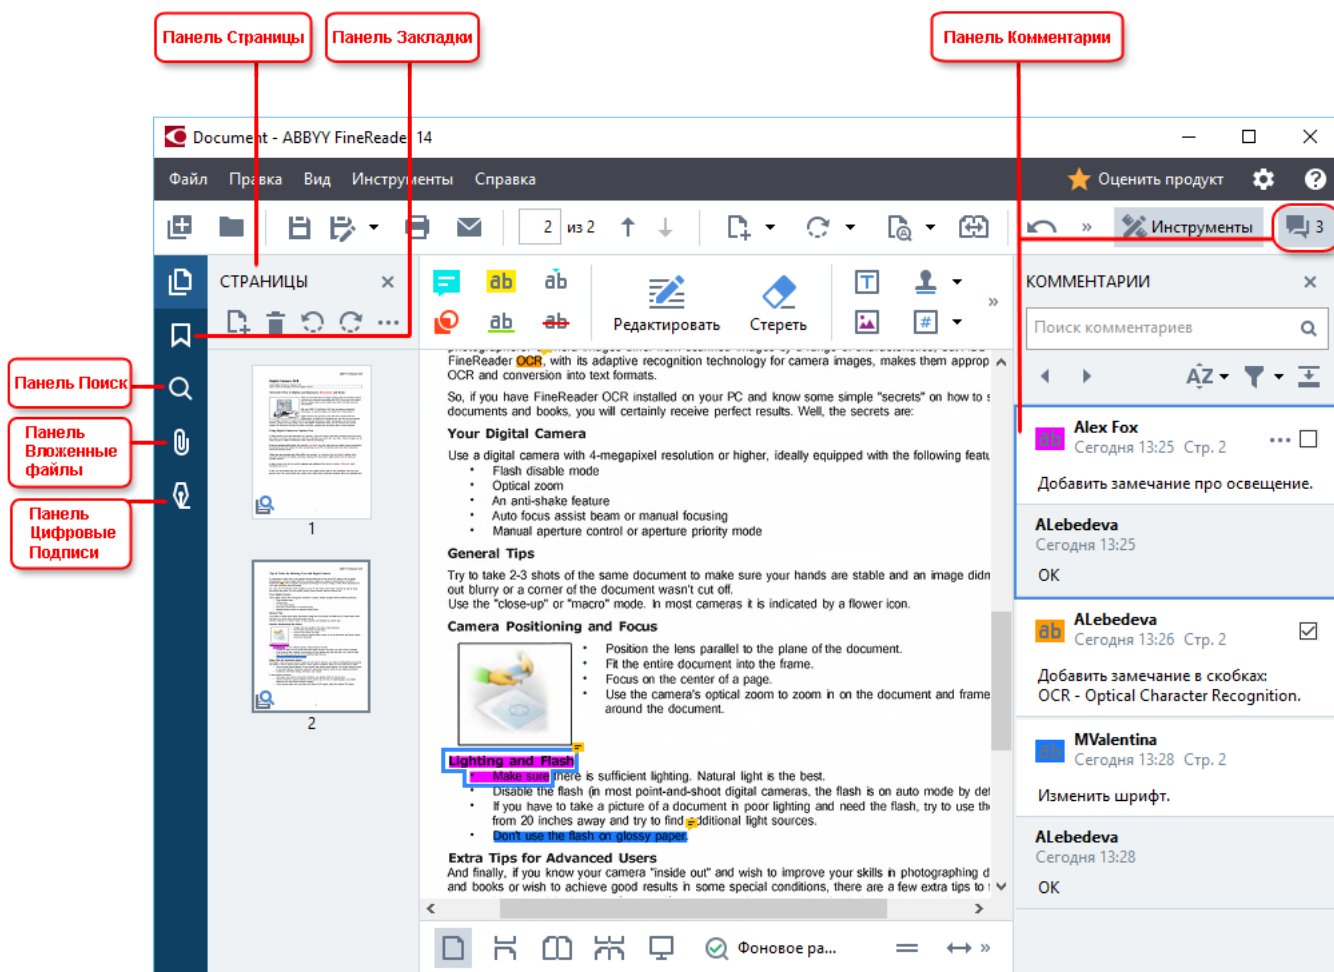 Панель Страницы
Панель Закладки
Панель Комментарии
Document - ABBYY FineReader 14
Файл Правка Вид Инструменты Справка
Оценить продукт
2 из 2
Инструменты
3
СТРАНИЦЫ
Редактировать
Стереть
КОММЕНТАРИИ
Поиск комментариев
Панель Поиск
Панель
Вложенные
файлы
Панель
Цифровые
Подписи
1
2
FineReader OCR, with its adaptive recognition technology for camera images, makes them approp
OCR and conversion into text formats.
So, if you have FineReader OCR installed on your PC and know some simple "secrets" on how to s
documents and books, you will certainly receive perfect results. Well, the secrets are:
Your Digital Camera
Use a digital camera with 4-megapixel resolution or higher, ideally equipped with the following featu
• Flash disable mode
• Optical zoom
• An anti-shake feature
• Auto focus assist beam or manual focusing
• Manual aperture control or aperture priority mode
General Tips
Try to take 2-3 shots of the same document to make sure your hands are stable and an image didn
out blurry or a corner of the document wasn't cut off.
Use the "close-up" or "macro" mode. In most cameras it is indicated by a flower icon.
Camera Positioning and Focus
• Position the lens parallel to the plane of the document.
• Fit the entire document into the frame.
• Focus on the center of a page.
• Use the camera's optical zoom to zoom in on the document and frame
around the document.
Lighting and Flash
• Make sure there is sufficient lighting. Natural light is the best.
• Disable the flash (in most point-and-shoot digital cameras, the flash is on auto mode by def
• If you have to take a picture of a document in poor lighting and need the flash, try to use th
from 20 inches away and try to find additional light sources.
• Don't use the flash on glossy paper.
Extra Tips for Advanced Users
And finally, if you know your camera "inside out" and wish to improve your skills in photographing d
and books or wish to achieve good results in some special conditions, there are a few extra tips to
Фоновое ра...
AZ
ab Alex Fox
Сегодня 13:25 Стр. 2
Добавить замечание про освещение.
ALebedeva
Сегодня 13:25
OK
ab ALebedeva
Сегодня 13:26 Стр. 2
Добавить замечание в скобках:
OCR - Optical Character Recognition.
ab MValentina
Сегодня 13:28 Стр. 2
Изменить шрифт.
ALebedeva
Сегодня 13:28
OK